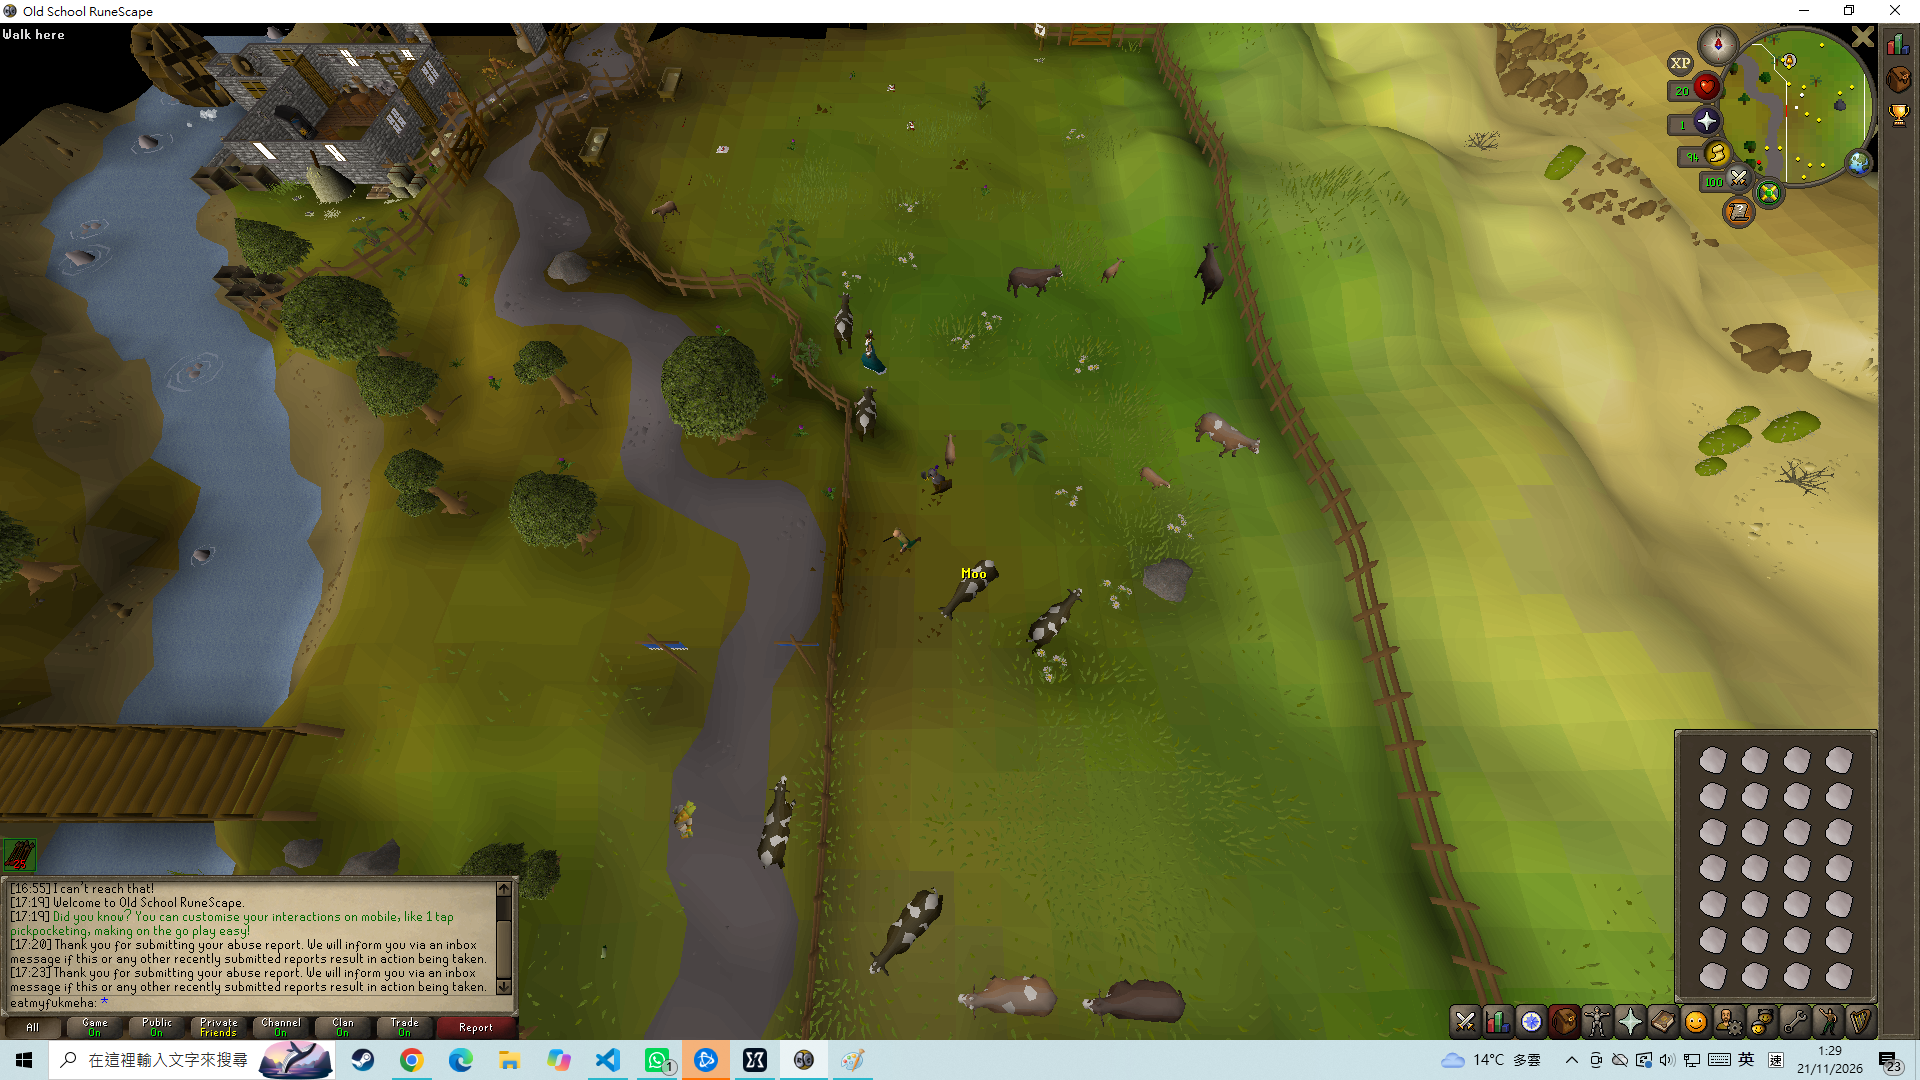 Old School RuneScape
Walk here
N
XP
20
1
94
100
Moo
25
[16:55] I can't reach that!
[17:19] Welcome to Old School RuneScape.
[17:19] Did you know? You can customise your interactions on mobile, like 1 tap
pickpocketing, making on the go play easy!
[17:20] Thank you for submitting your abuse report. We will inform you via an inbox
message if this or any other recently submitted reports result in action being taken.
[17:23] Thank you for submitting your abuse report. We will inform you via an inbox
message if this or any other recently submitted reports result in action being taken.
eatmyfukmeha: *
All
Game
On
Public
On
Private
Friends
Channel
On
Clan
On
Trade
On
Report
在這裡輸入文字來搜尋
1
14°C 多雲
英
速
1:29
21/11/2026
23